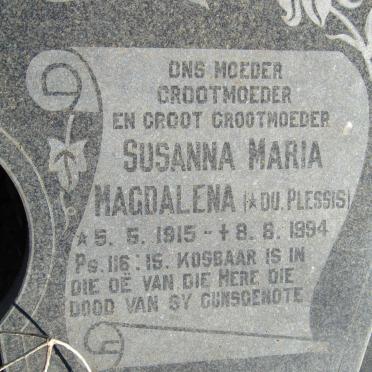 ONS MOEDER
GROOTMOEDER
EN GROOT GROOTMOEDER
SUSANNA MARIA
MAGDALENA (* DU PLESSIS)
* 5. 5. 1915 - † 8. 8. 1994
Ps. 116 : 15. KOSBAAR IS IN
DIE OË VAN DIE HERE DIE
DOOD VAN SY GUNSGENOTE